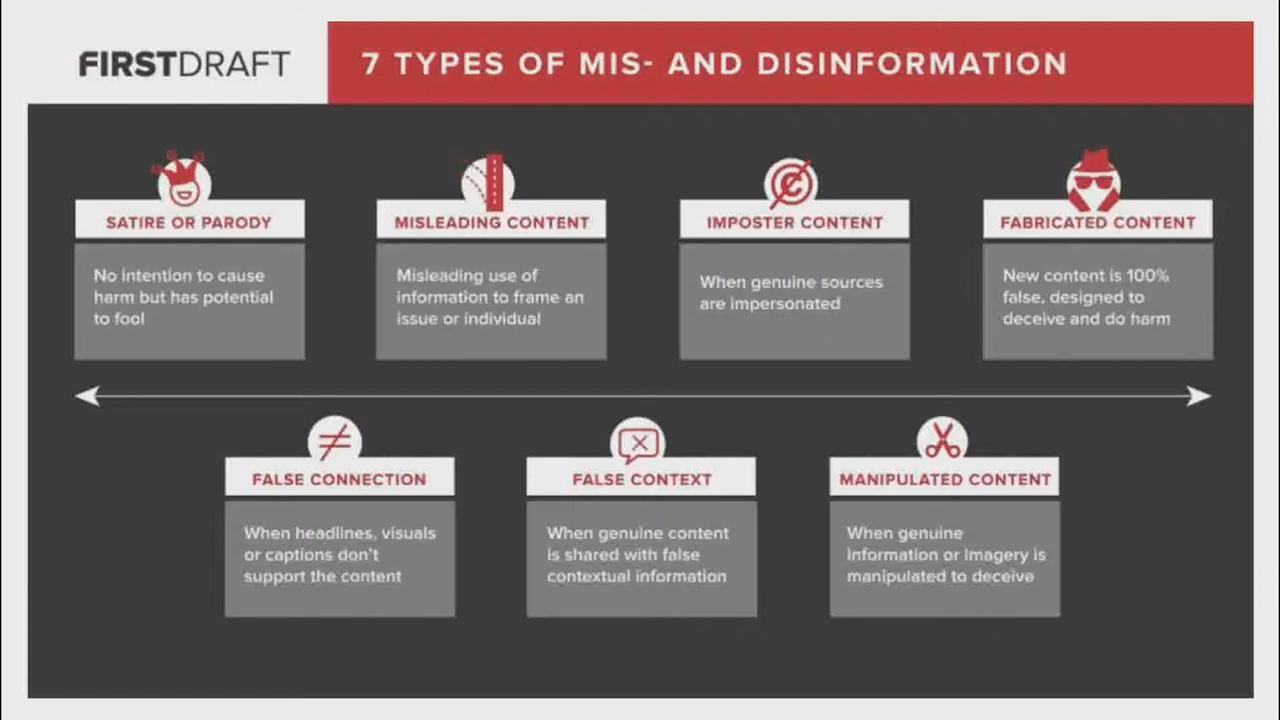 FIRSTDRAFT
7 TYPES OF MIS- AND DISINFORMATION
SATIRE OR PARODY
No intention to cause
harm but has potential
to fool
MISLEADING CONTENT
Misleading use of
information to frame an
issue or individual
IMPOSTER CONTENT
When genuine sources
are impersonated
FABRICATED CONTENT
New content is 100%
false, designed to
deceive and do harm
FALSE CONNECTION
When headlines, visuals
or captions don't
support the content
FALSE CONTEXT
When genuine content
is shared with false
contextual information
MANIPULATED CONTENT
When genuine
information or imagery is
manipulated to deceive